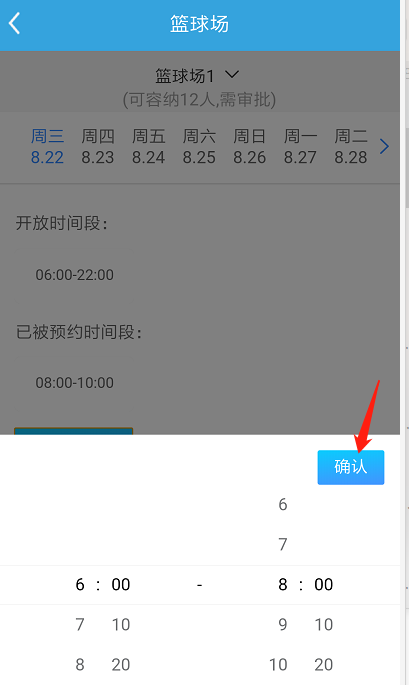 篮球场
篮球场1
(可容纳12人,需审批)
周三 周四 周五 周六 周日 周一 周二
8.22 8.23 8.24 8.25 8.26 8.27 8.28
开放时间段：
06:00-22:00
已被预约时间段：
08:00-10:00
确认
6
7
6 : 00 - 8 : 00
7 10 9 10
8 20 10 20